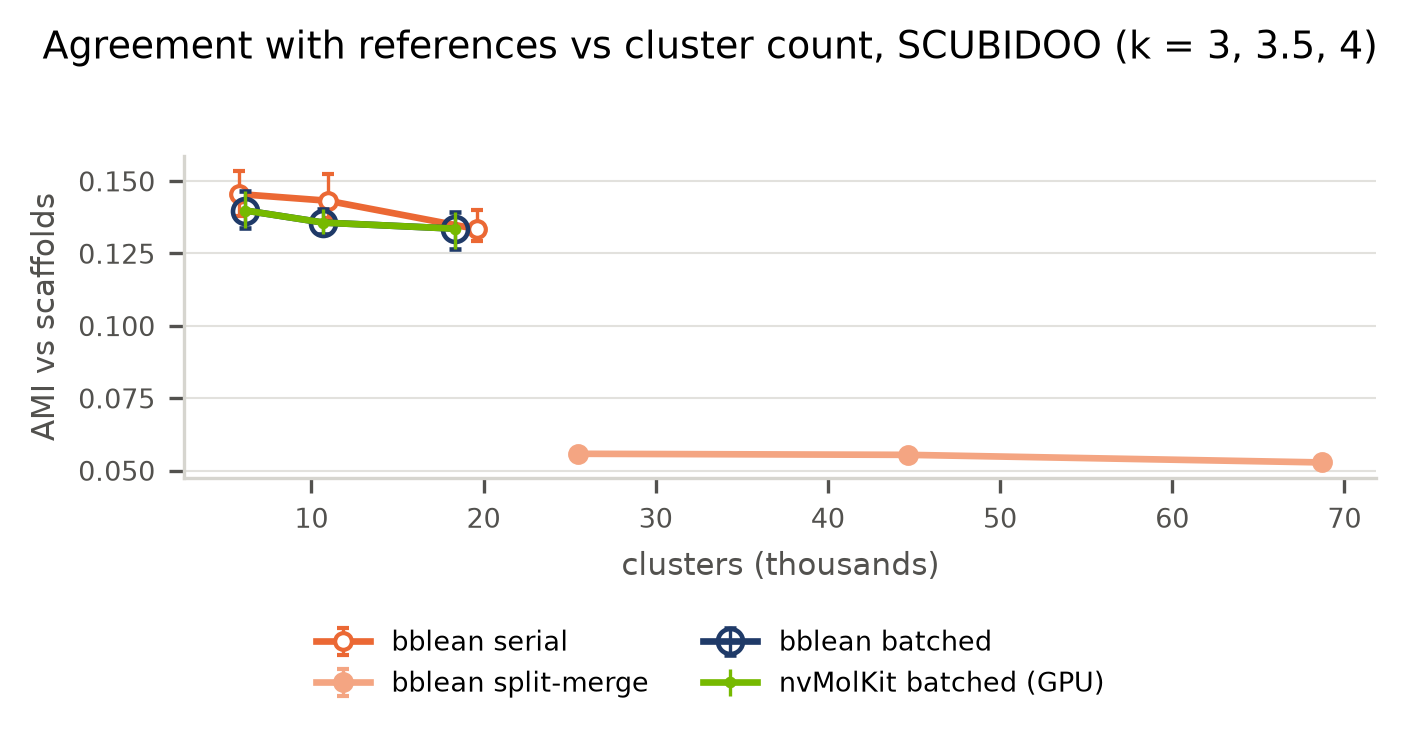 Agreement with references vs cluster count, SCUBIDOO (k = 3, 3.5, 4)
AMI vs scaffolds
0.150
0.125
0.100
0.075
0.050
10 20 30 40 50 60 70
clusters (thousands)
bblean serial
bblean split-merge
bblean batched
nvMolKit batched (GPU)